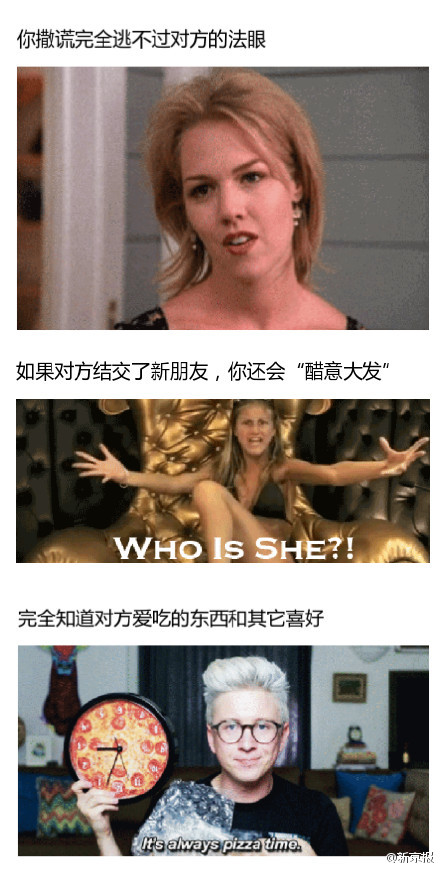 你撒谎完全逃不过对方的法眼
如果对方结交了新朋友，你还会“醋意大发”
WHO IS SHE?!
完全知道对方爱吃的东西和其它喜好
It's always pizza time.
@新京报